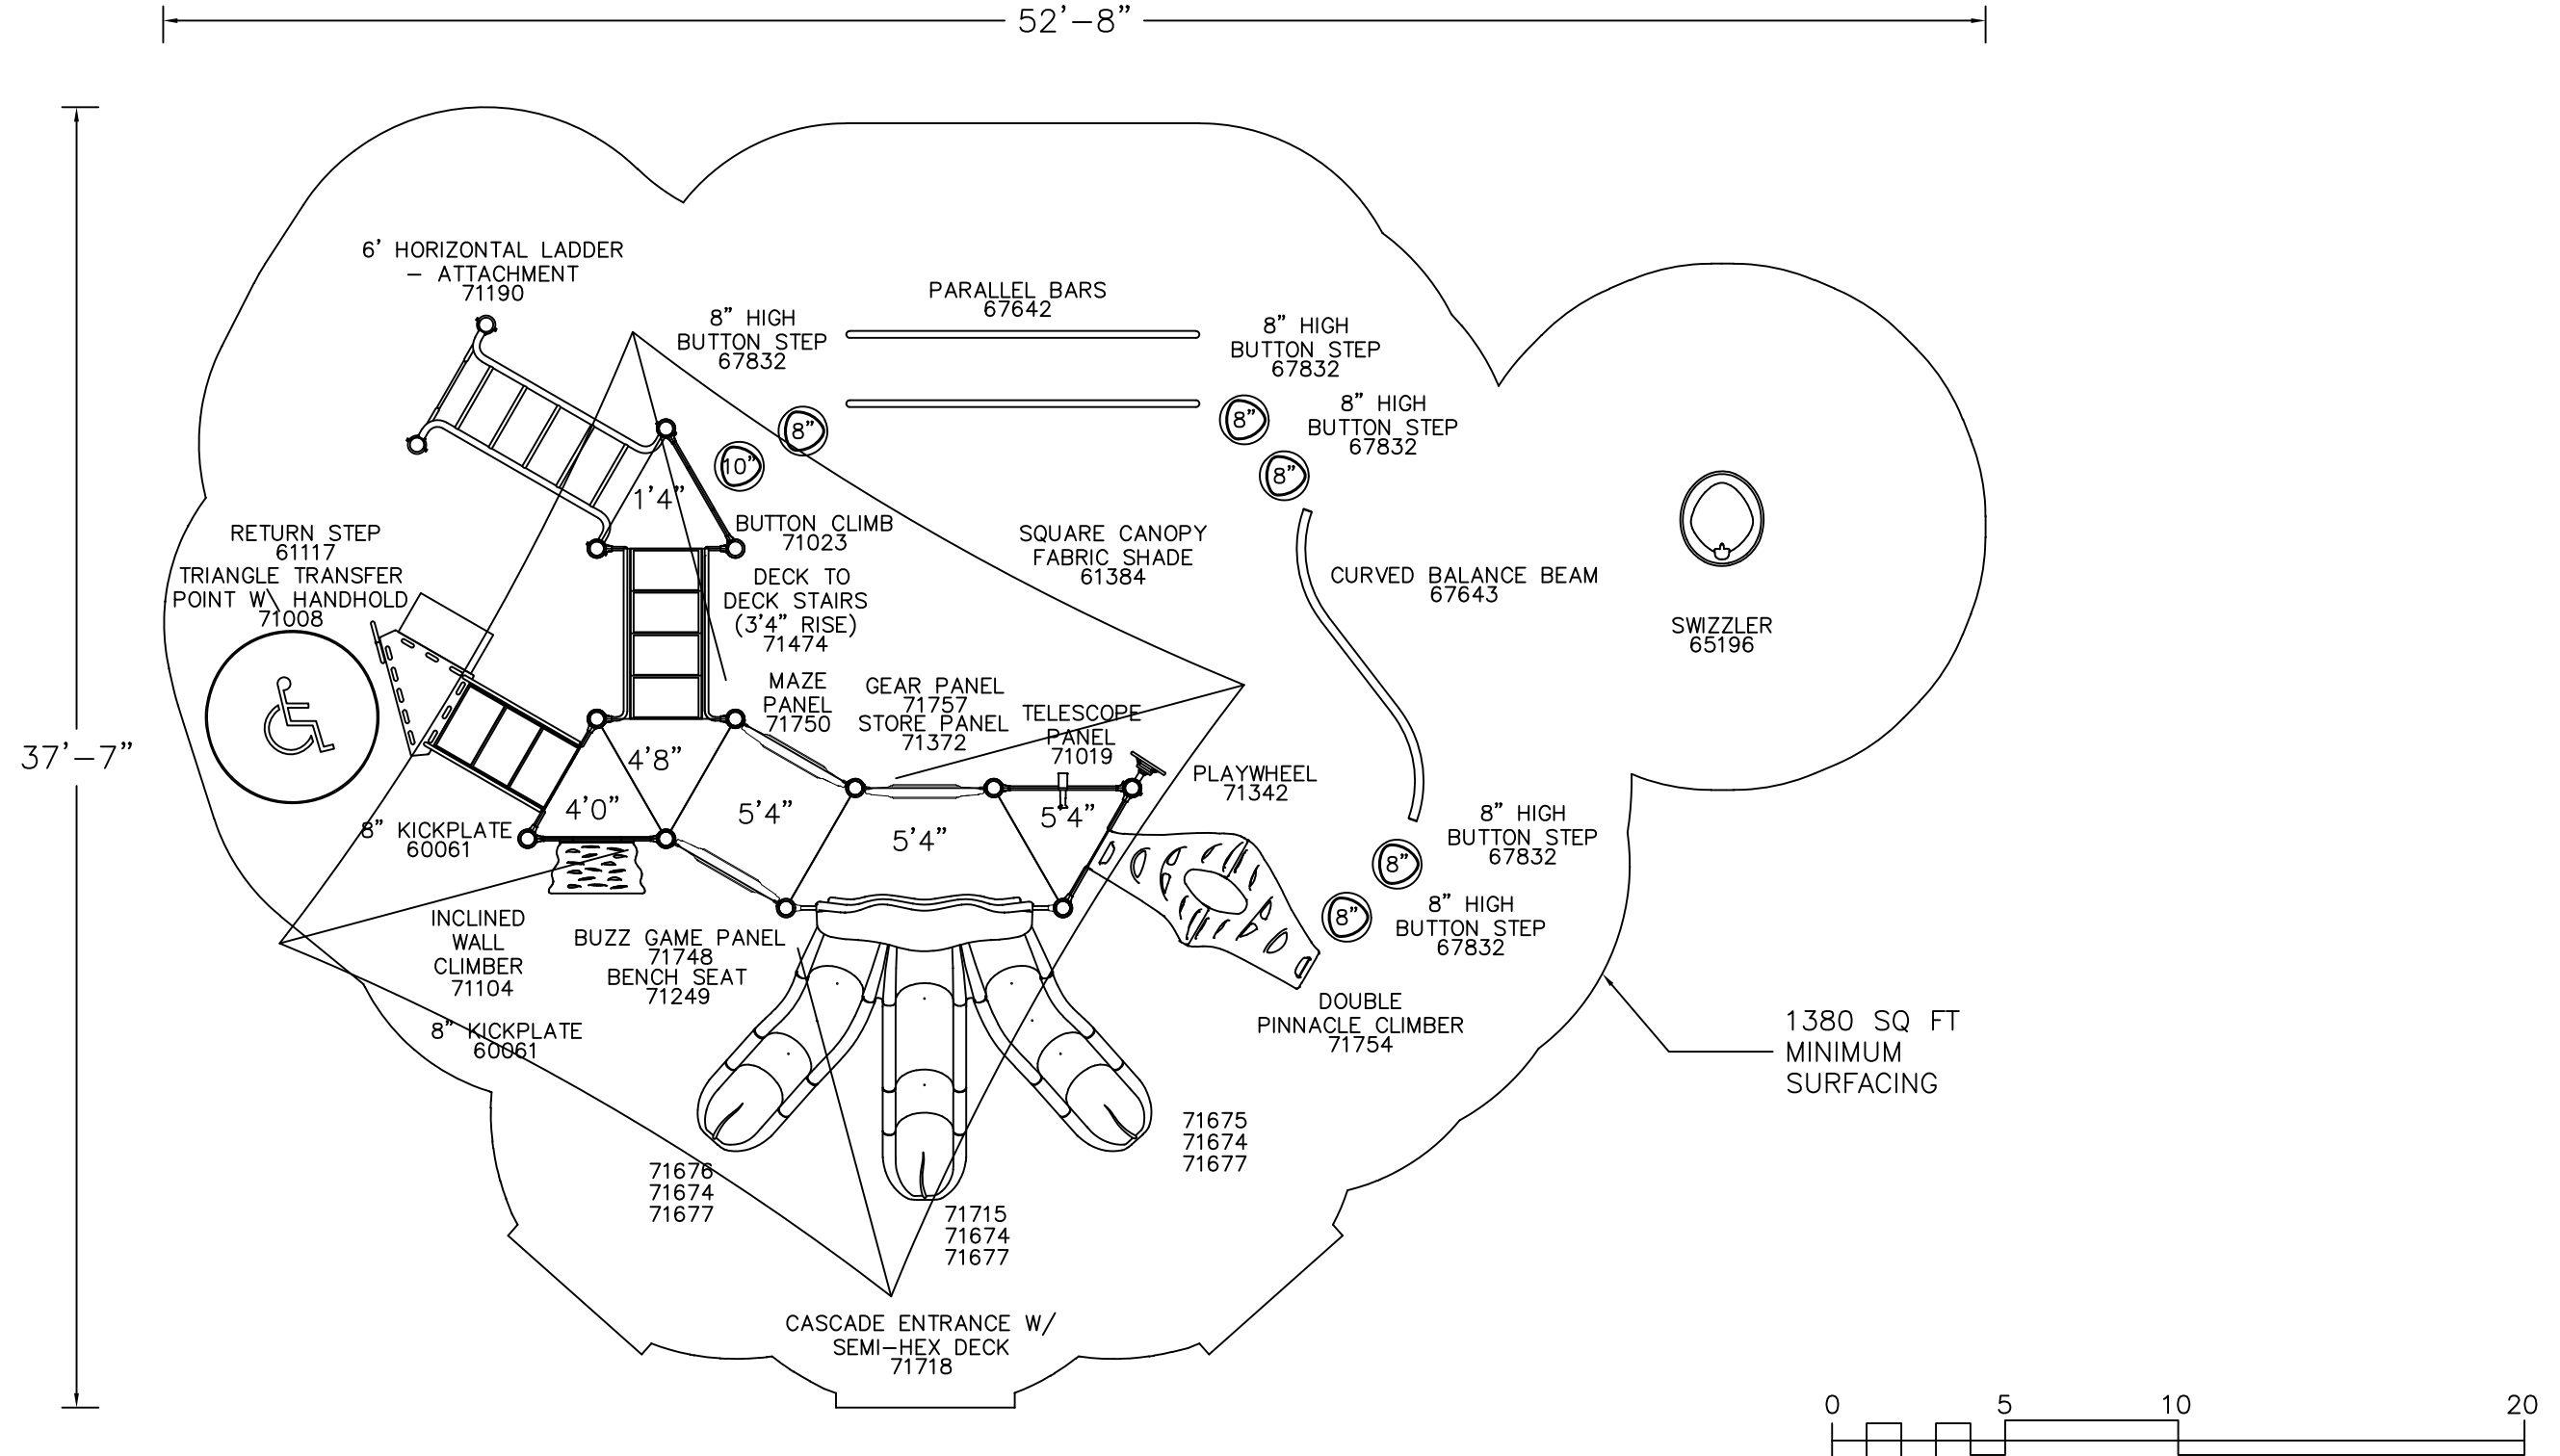 52'-8"
37'-7"
6' HORIZONTAL LADDER
- ATTACHMENT
71190
8" HIGH
BUTTON STEP
67832
PARALLEL BARS
67642
8" HIGH
BUTTON STEP
67832
8" HIGH
BUTTON STEP
67832
8"
10"
8"
8"
1'4"
BUTTON CLIMB
71023
RETURN STEP
61117
TRIANGLE TRANSFER
POINT W\ HANDHOLD
71008
DECK TO
DECK STAIRS
(3'4" RISE)
71474
SQUARE CANOPY
FABRIC SHADE
61384
CURVED BALANCE BEAM
67643
SWIZZLER
65196
MAZE
PANEL
71750
GEAR PANEL
71757
STORE PANEL
71372
TELESCOPE
PANEL
71019
PLAYWHEEL
71342
4'8"
4'0"
5'4"
5'4"
5'4"
8" KICKPLATE
60061
8" HIGH
BUTTON STEP
67832
8"
8" HIGH
BUTTON STEP
67832
8"
INCLINED
WALL
CLIMBER
71104
8" KICKPLATE
60061
BUZZ GAME PANEL
71748
BENCH SEAT
71249
DOUBLE
PINNACLE CLIMBER
71754
1380 SQ FT
MINIMUM
SURFACING
71676
71674
71677
71715
71674
71677
71675
71674
71677
CASCADE ENTRANCE W/
SEMI-HEX DECK
71718
0 5 10 20